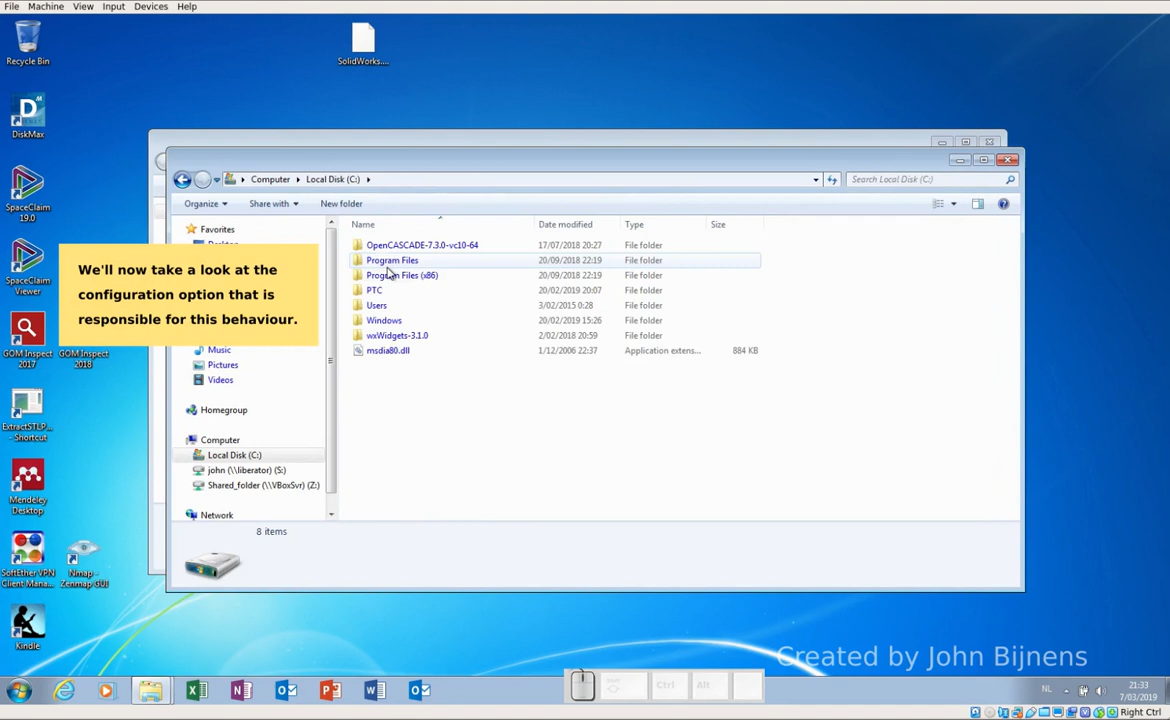 File Machine View Input Devices Help
Recycle Bin
SolidWorks....
DiskMax
SpaceClaim
19.0
SpaceClaim
Viewer
GOM Inspect
2017
GOM Inspect
2018
ExtractSTLP...
- Shortcut
Mendeley
Desktop
SoftEther VPN
Client Mana...
Nmap -
Zenmap GUI
Kindle
We'll now take a look at the
configuration option that is
responsible for this behaviour.
Computer Local Disk (C:)
Search Local Disk (C:)
Organize Share with New folder
Favorites
Music
Pictures
Videos
Homegroup
Computer
Local Disk (C:)
john (\\liberator) (S:)
Shared_folder (\\VBoxSvr) (Z:)
Network
Name Date modified Type Size
OpenCASCADE-7.3.0-vc10-64 17/07/2018 20:27 File folder
Program Files 20/09/2018 22:19 File folder
Program Files (x86) 20/09/2018 22:19 File folder
PTC 20/02/2019 20:07 File folder
Users 3/02/2015 0:28 File folder
Windows 20/02/2019 15:26 File folder
wxWidgets-3.1.0 2/02/2018 20:59 File folder
msdia80.dll 1/12/2006 22:37 Application extens... 884 KB
8 items
Created by John Bijnens
Ctrl Alt
NL
21:33
7/03/2019
Right Ctrl